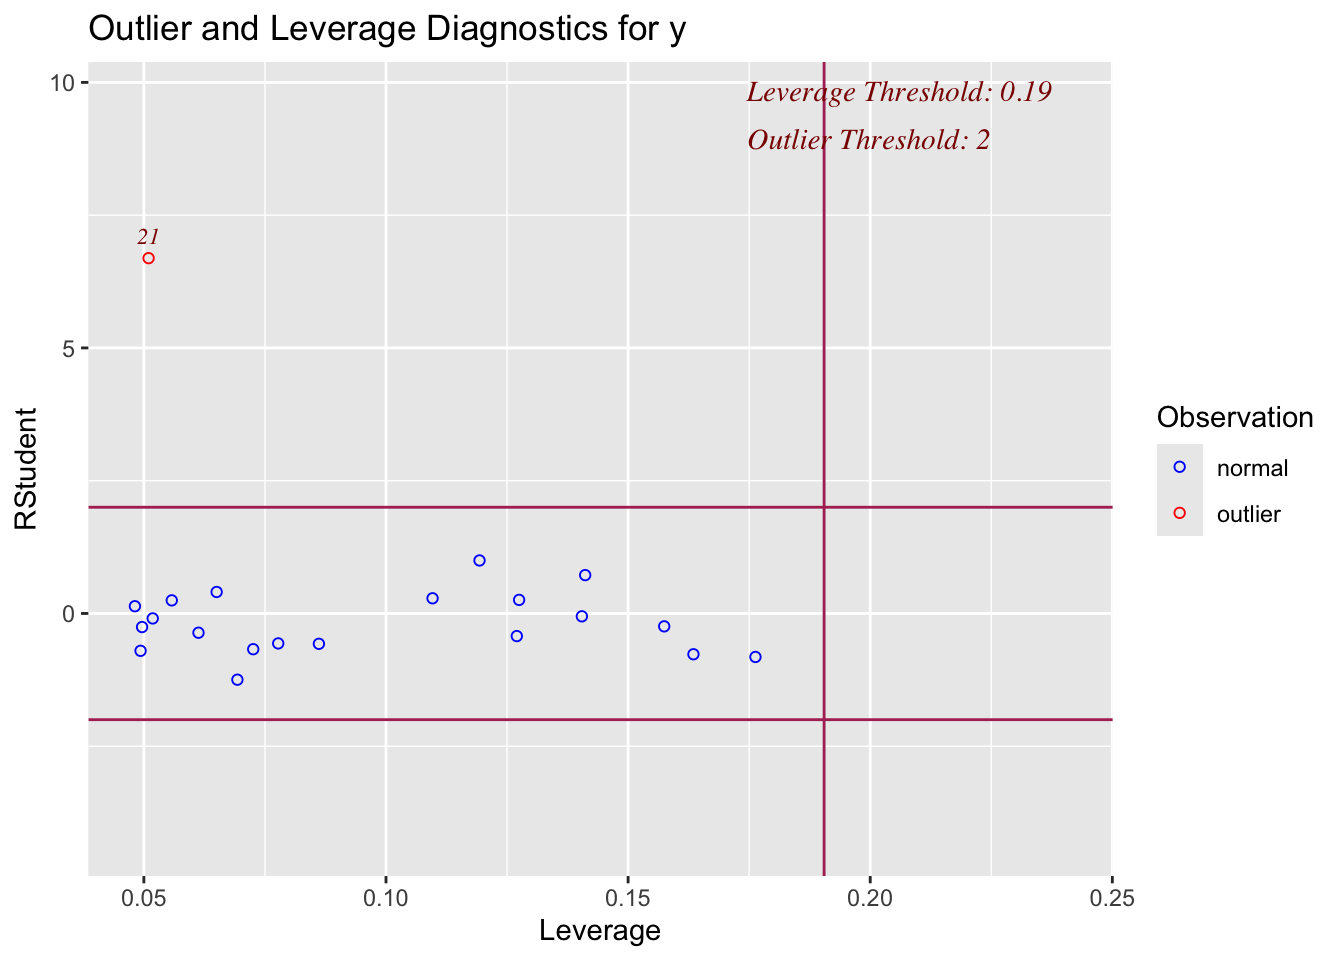 Outlier and Leverage Diagnostics for y
10
Leverage Threshold: 0.19
Outlier Threshold: 2
21
5
RStudent
Observation
normal
outlier
0
0.05
0.10
0.15
0.20
0.25
Leverage